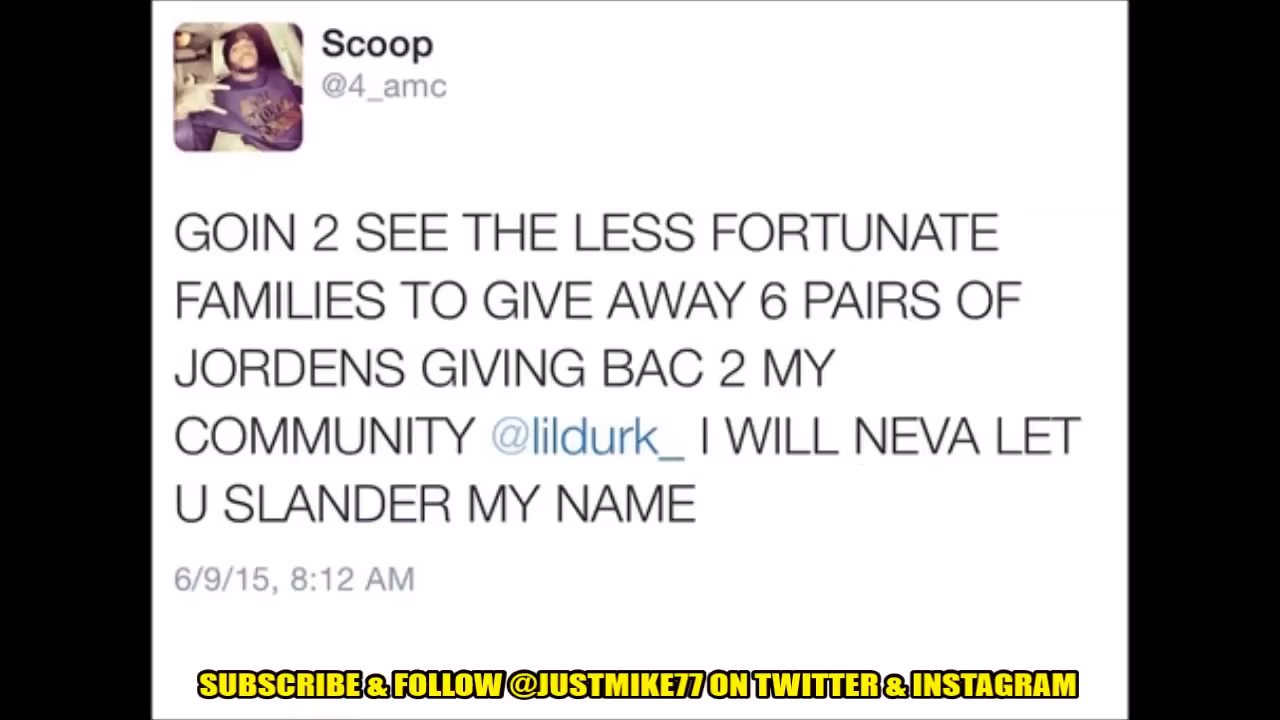 Scoop
@4_amc
GOIN 2 SEE THE LESS FORTUNATE
FAMILIES TO GIVE AWAY 6 PAIRS OF
JORDENS GIVING BAC 2 MY
COMMUNITY @lildurk_ I WILL NEVA LET
U SLANDER MY NAME
6/9/15, 8:12 AM
SUBSCRIBE & FOLLOW @JUSTMIKE77 ON TWITTER & INSTAGRAM